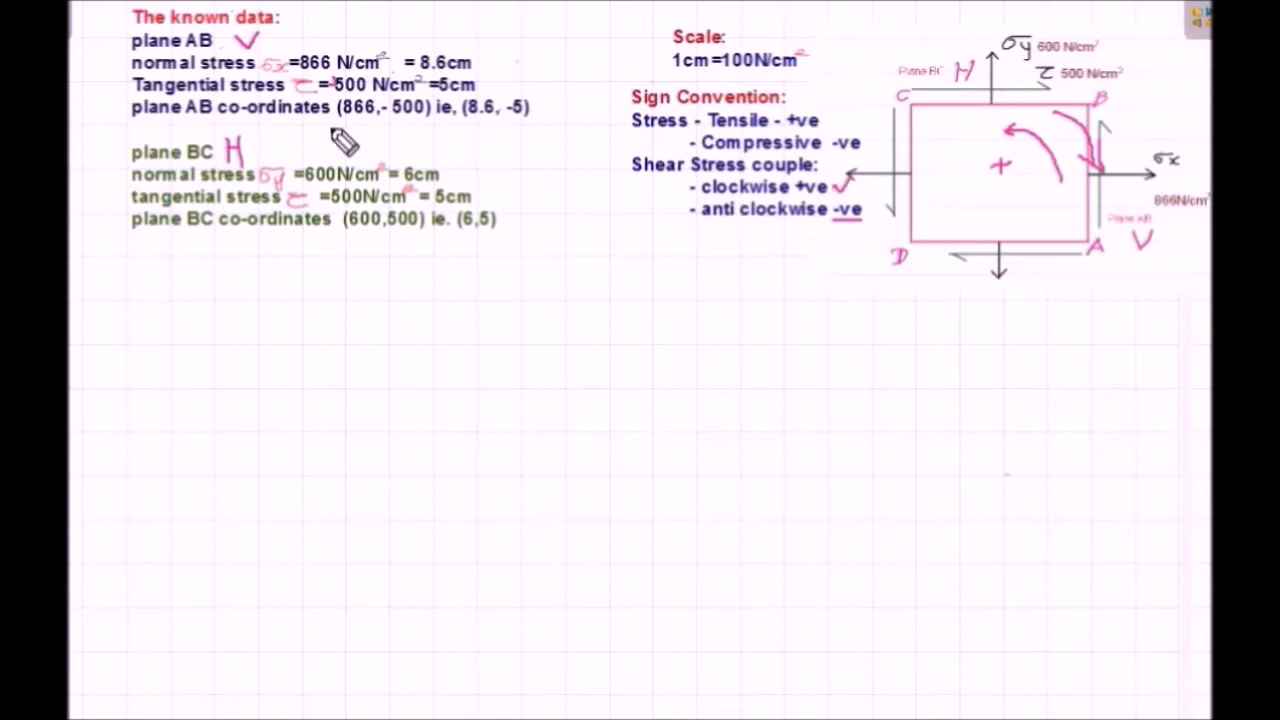 The known data:
plane AB V
normal stress σx =866 N/cm² = 8.6cm
Tangential stress τ =-500 N/cm² =5cm
plane AB co-ordinates (866,- 500) ie, (8.6, -5)
plane BC H
normal stress σy =600N/cm² = 6cm
tangential stress τ =500N/cm² = 5cm
plane BC co-ordinates (600,500) ie. (6,5)
Scale:
1cm=100N/cm²
Sign Convention:
Stress - Tensile - +ve
- Compressive -ve
Shear Stress couple:
- clockwise +ve ✓
- anti clockwise -ve
σy 600 N/cm²
Plane BC H
τ 500 N/cm²
C
B
+
σx
866N/cm²
Plane AB
V
D
A